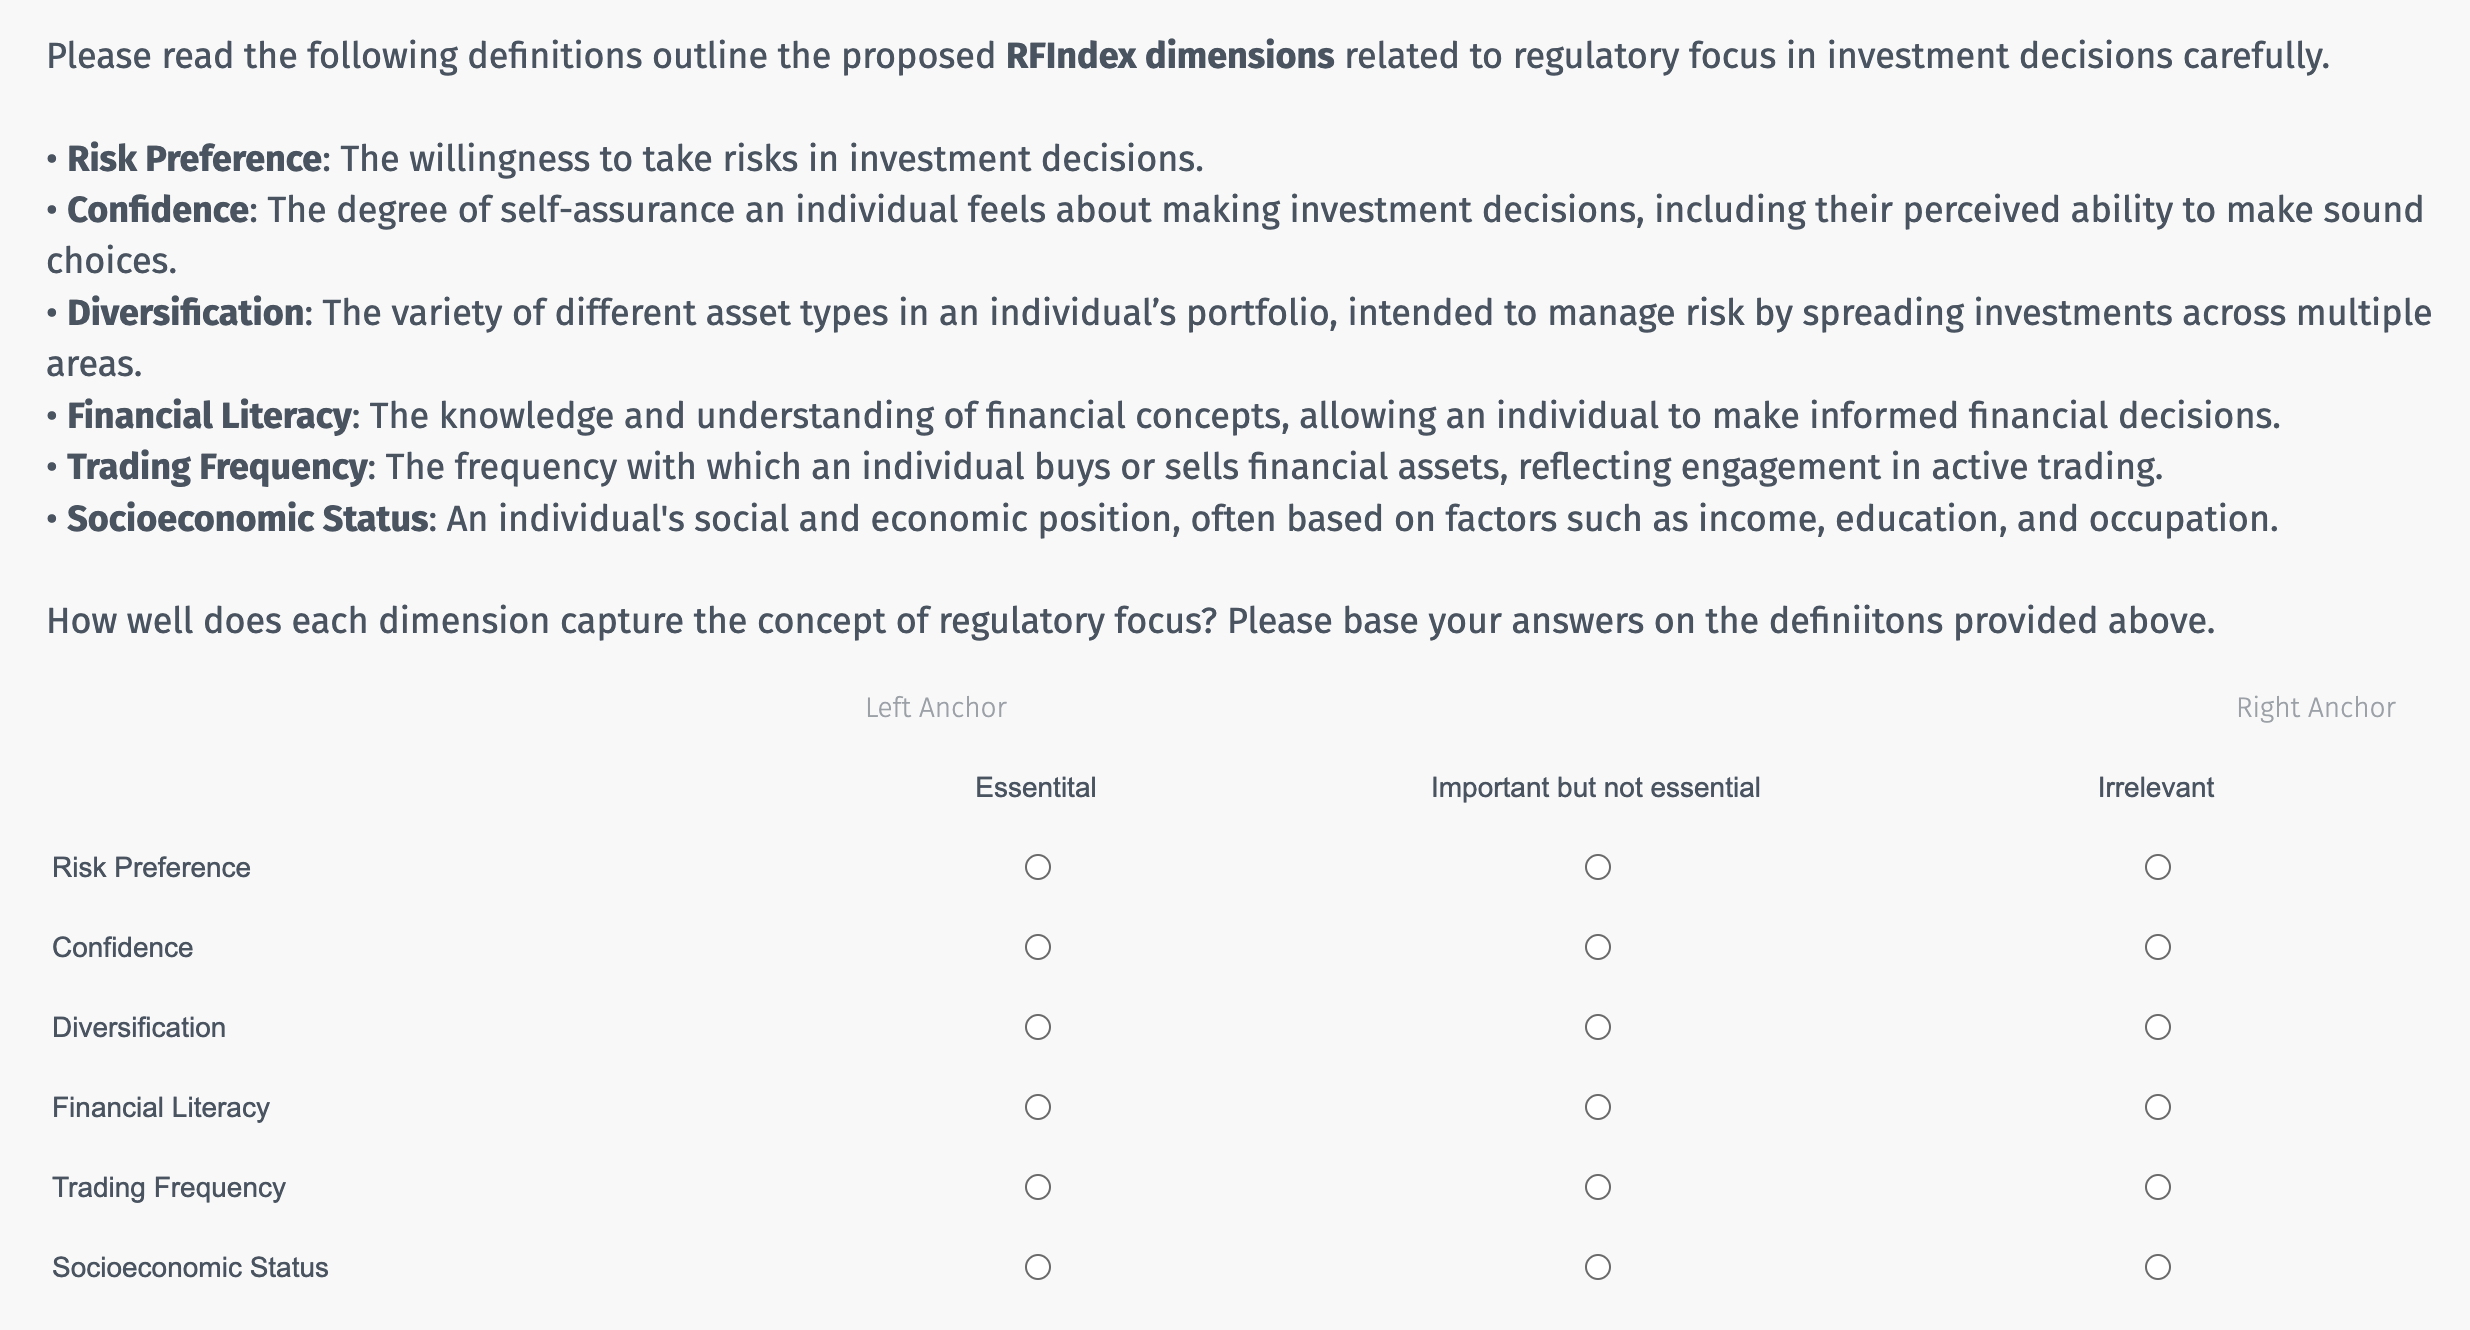 Please read the following definitions outline the proposed RFIndex dimensions related to regulatory focus in investment decisions carefully.
• Risk Preference: The willingness to take risks in investment decisions.
• Confidence: The degree of self-assurance an individual feels about making investment decisions, including their perceived ability to make sound
choices.
• Diversification: The variety of different asset types in an individual’s portfolio, intended to manage risk by spreading investments across multiple
areas.
• Financial Literacy: The knowledge and understanding of financial concepts, allowing an individual to make informed financial decisions.
• Trading Frequency: The frequency with which an individual buys or sells financial assets, reflecting engagement in active trading.
• Socioeconomic Status: An individual's social and economic position, often based on factors such as income, education, and occupation.
How well does each dimension capture the concept of regulatory focus? Please base your answers on the definiitons provided above.
Left Anchor Right Anchor
Essentital Important but not essential Irrelevant
Risk Preference
Confidence
Diversification
Financial Literacy
Trading Frequency
Socioeconomic Status